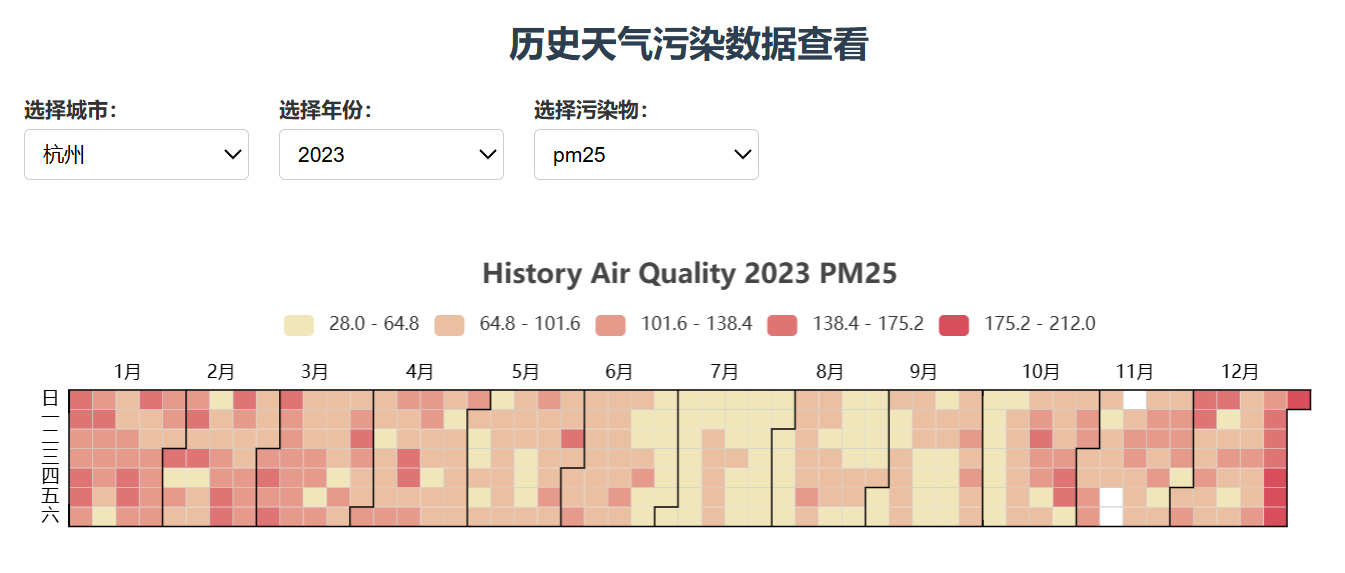 历史天气污染数据查看
选择城市： 选择年份： 选择污染物：
杭州 2023 pm25
History Air Quality 2023 PM25
28.0 - 64.8 64.8 - 101.6 101.6 - 138.4 138.4 - 175.2 175.2 - 212.0
1月 2月 3月 4月 5月 6月 7月 8月 9月 10月 11月 12月
日
一
二
三
四
五
六